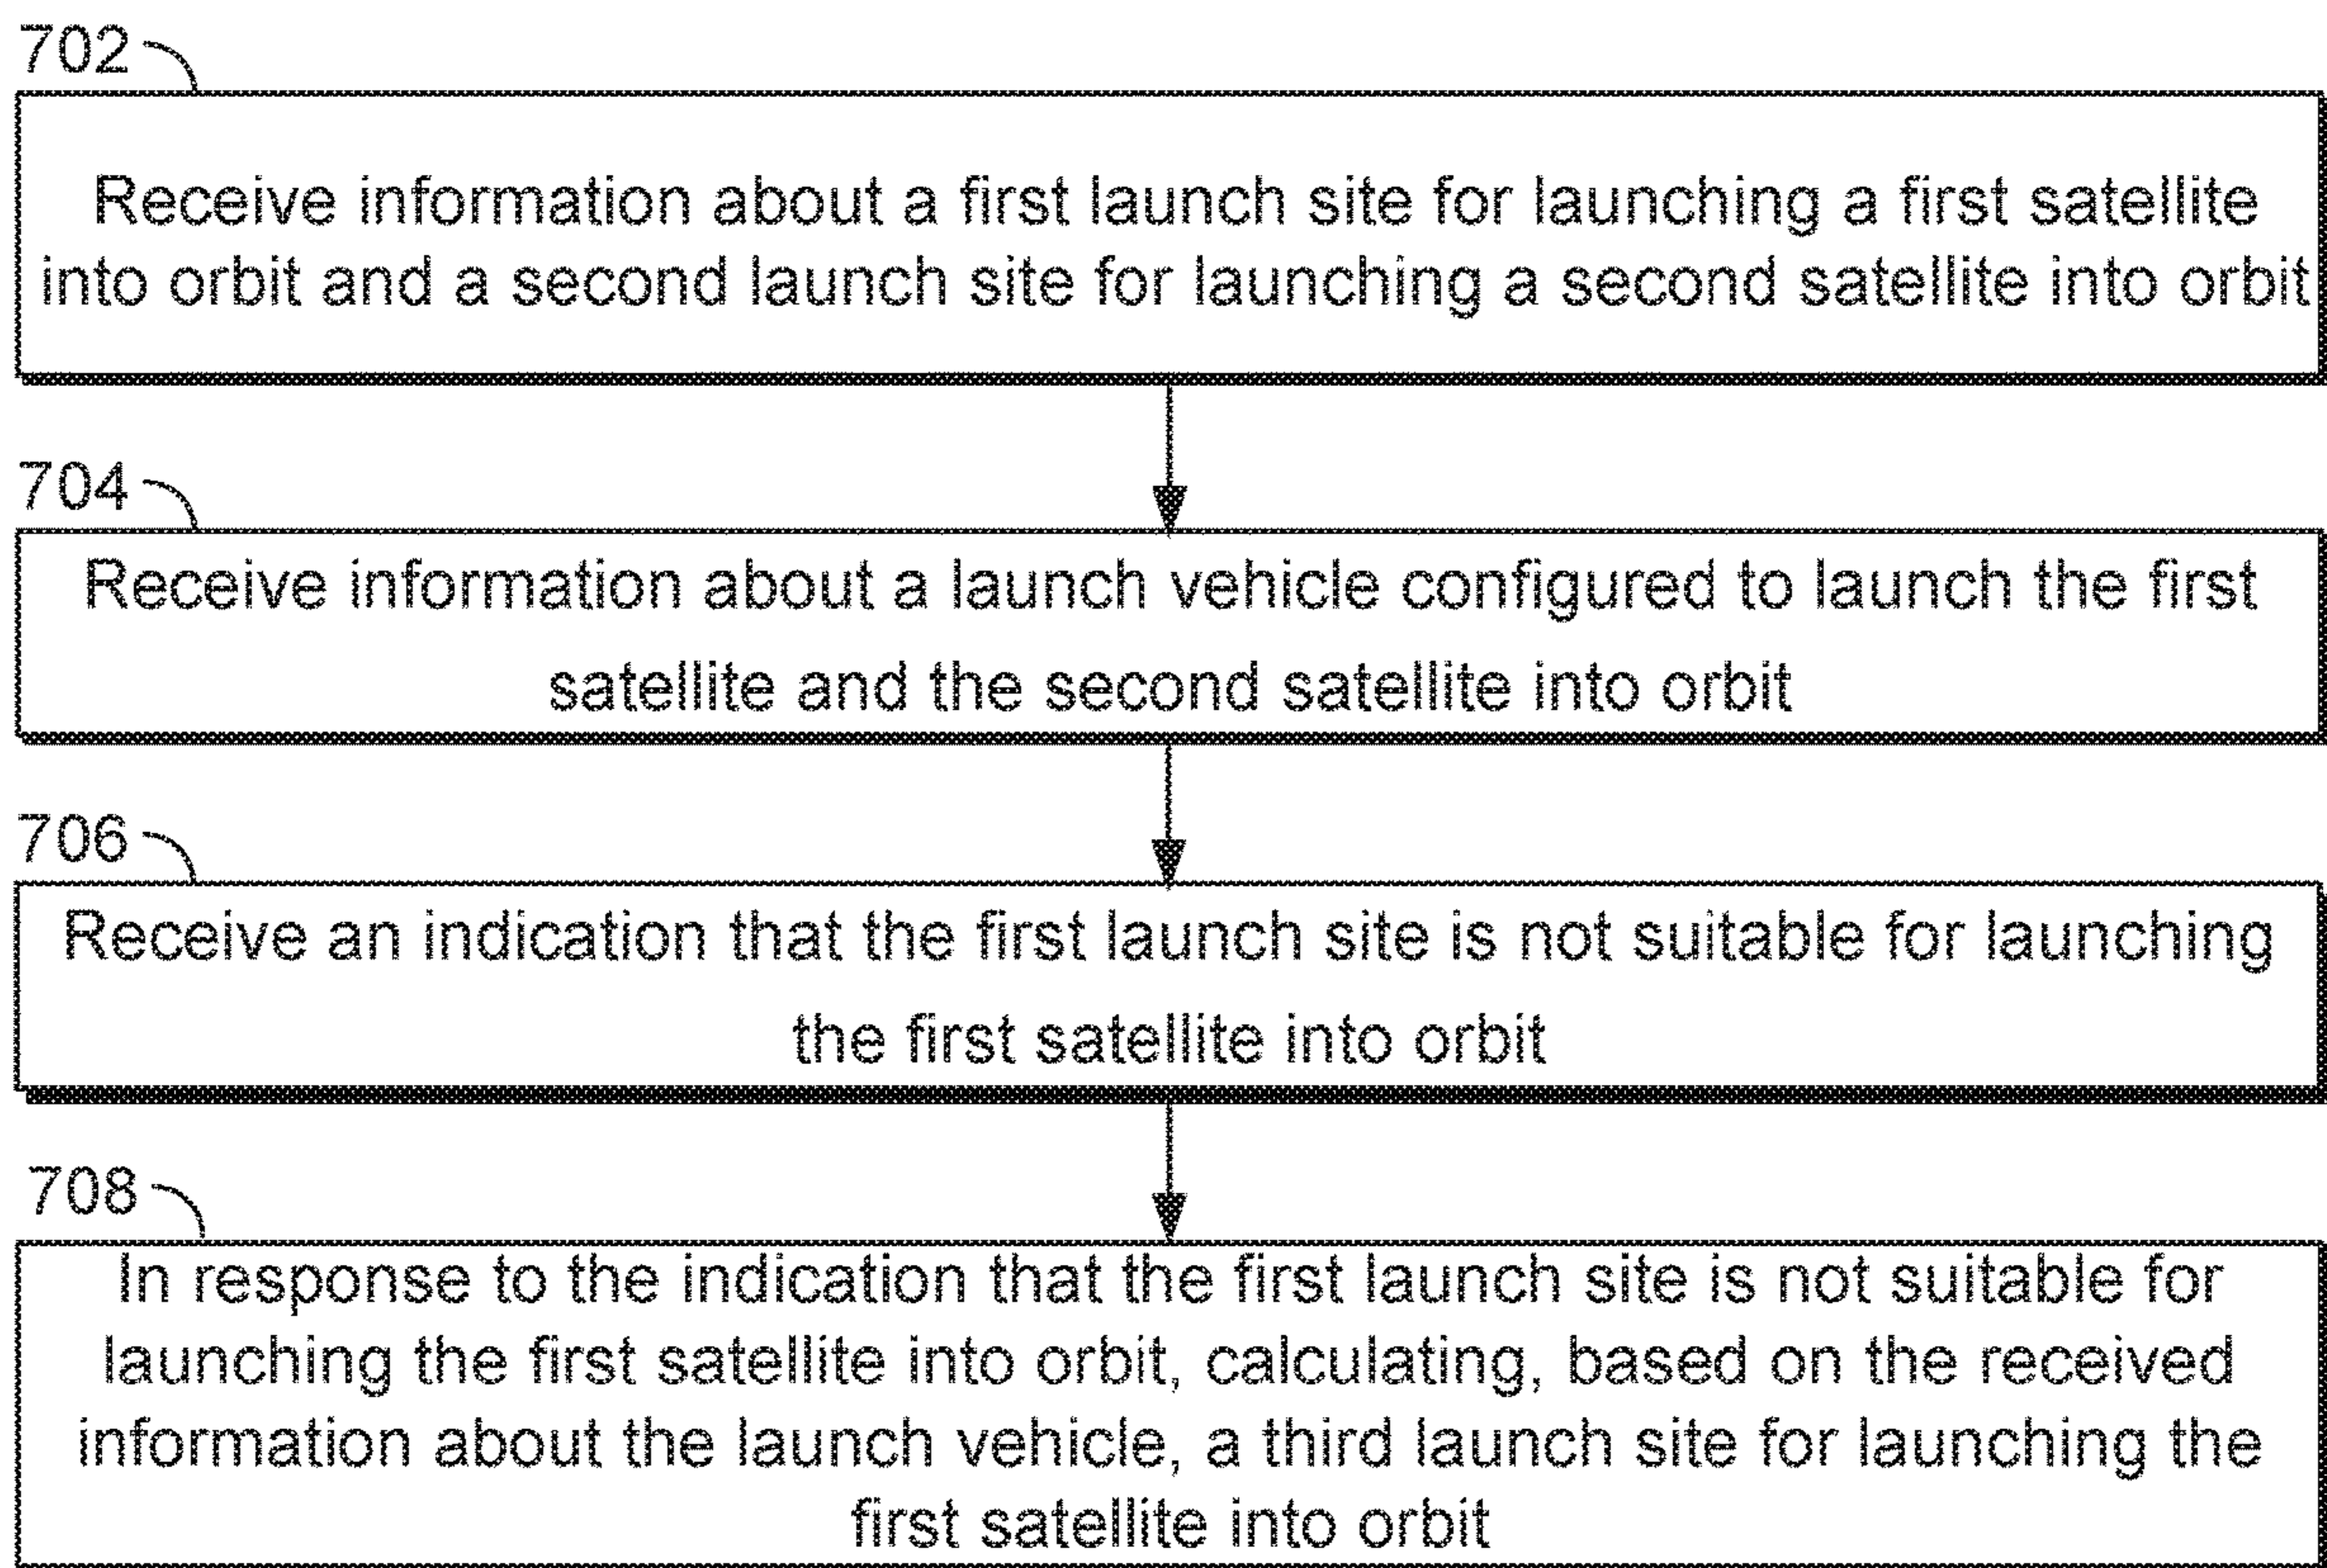 702
Receive information about a first launch site for launching a first satellite
into orbit and a second launch site for launching a second satellite into orbit
704
Receive information about a launch vehicle configured to launch the first
satellite and the second satellite into orbit
706
Receive an indication that the first launch site is not suitable for launching
the first satellite into orbit
708
In response to the indication that the first launch site is not suitable for
launching the first satellite into orbit, calculating, based on the received
information about the launch vehicle, a third launch site for launching the
first satellite into orbit